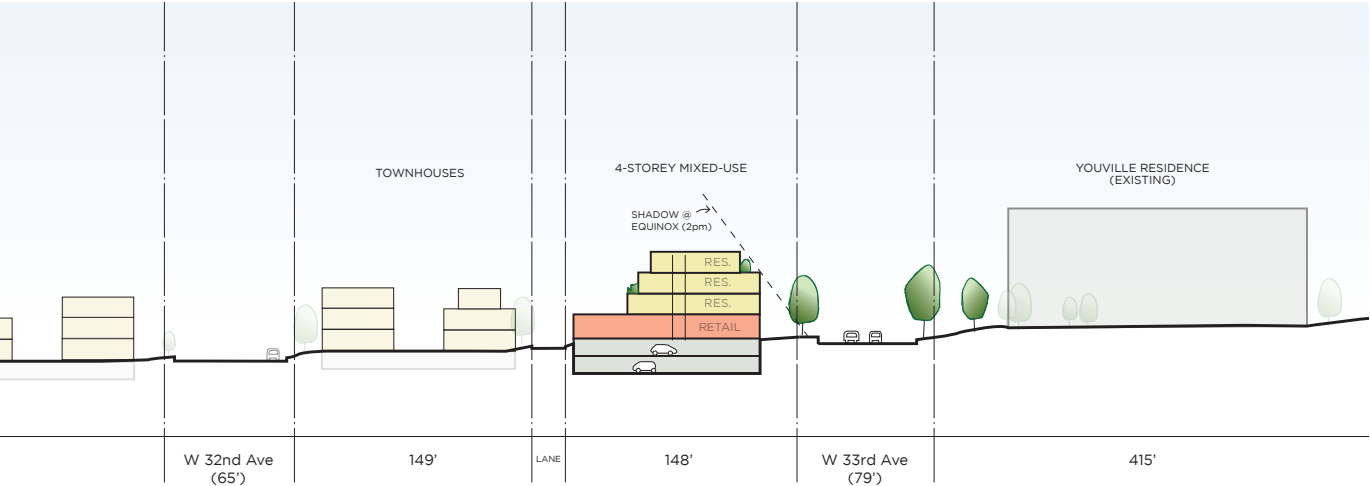 TOWNHOUSES
4-STOREY MIXED-USE
YOUVILLE RESIDENCE
(EXISTING)
SHADOW @
EQUINOX (2pm)
RES.
RES.
RES.
RETAIL
W 32nd Ave
(65’)
149’
LANE
148’
W 33rd Ave
(79’)
415’